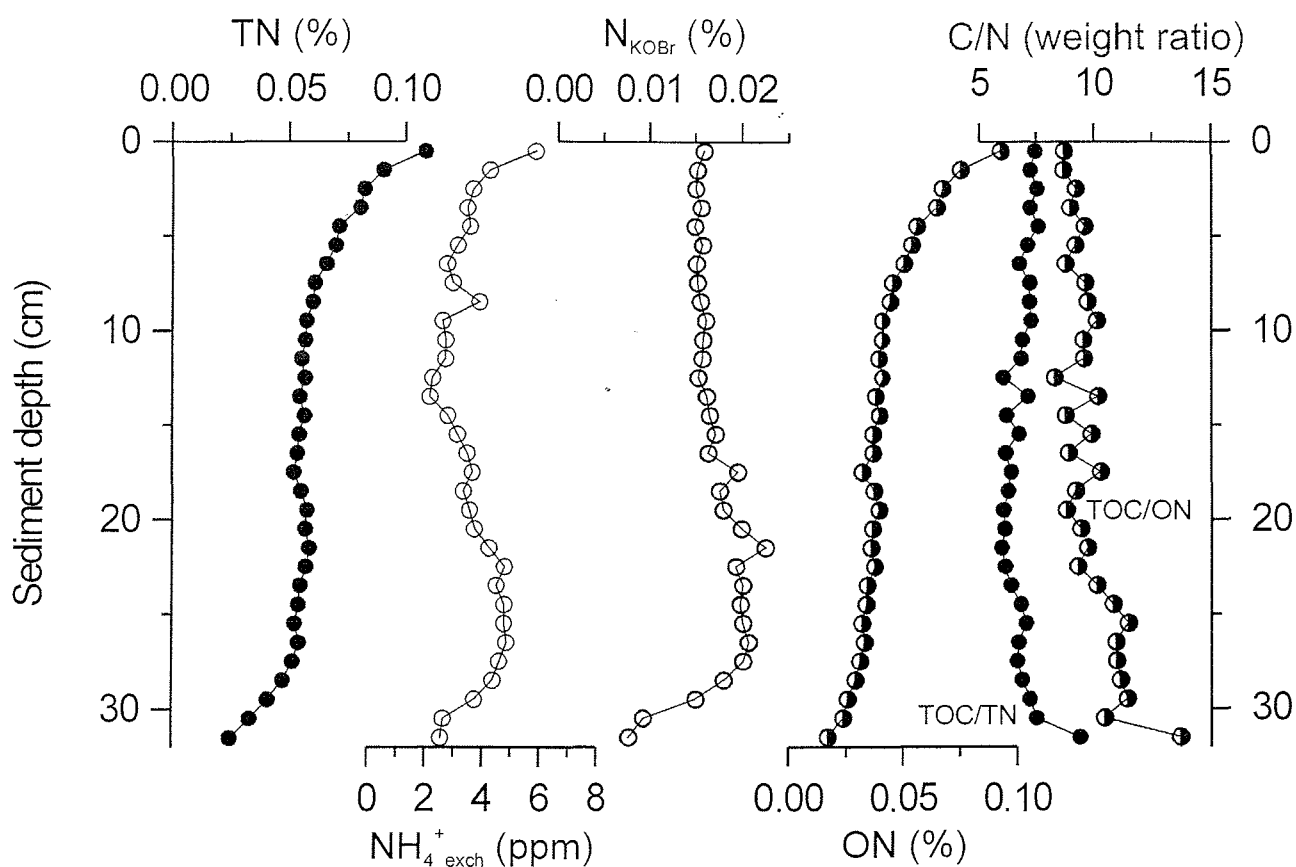 TN (%)
N_KOBr (%)
C/N (weight ratio)
5 10 15
0.00 0.05 0.10
0.00 0.01 0.02
0
10
20
30
Sediment depth (cm)
0
10
20
30
TOC/ON
TOC/TN
0 2 4 6 8
NH4+ exch (ppm)
0.00 0.05 0.10
ON (%)